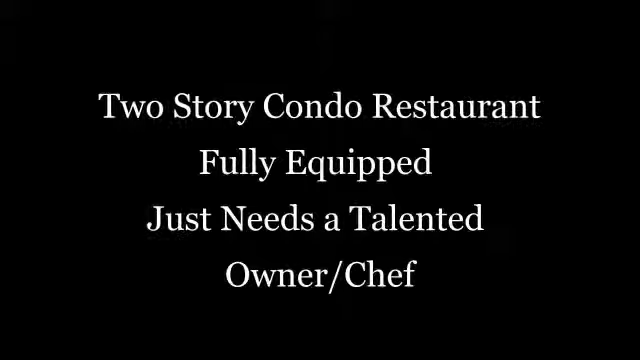 Two Story Condo Restaurant
Fully Equipped
Just Needs a Talented
Owner/Chef